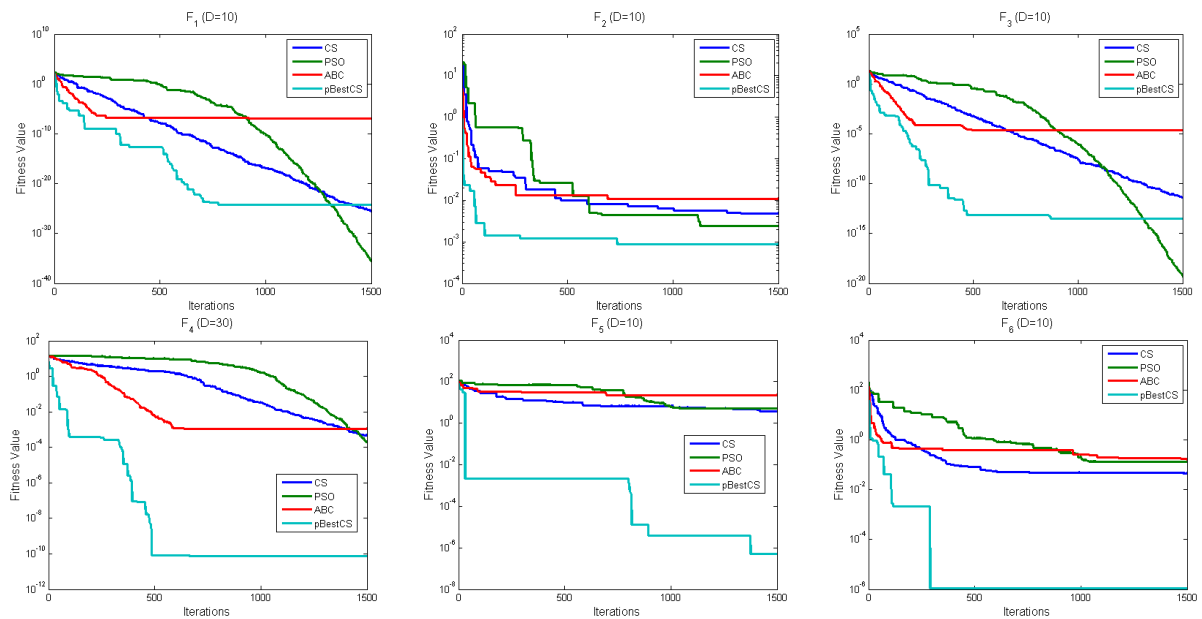 F1 (D=10)
Fitness Value
10^10
10^0
10^-10
10^-20
10^-30
10^-40
0
500
1000
1500
Iterations
CS
PSO
ABC
pBestCS
F2 (D=10)
Fitness Value
10^2
10^1
10^0
10^-1
10^-2
10^-3
10^-4
0
500
1000
1500
Iterations
CS
PSO
ABC
pBestCS
F3 (D=10)
Fitness Value
10^5
10^0
10^-5
10^-10
10^-15
10^-20
0
500
1000
1500
Iterations
CS
PSO
ABC
pBestCS
F4 (D=30)
Fitness Value
10^2
10^0
10^-2
10^-4
10^-6
10^-8
10^-10
10^-12
0
500
1000
1500
Iterations
CS
PSO
ABC
pBestCS
F5 (D=10)
Fitness Value
10^4
10^2
10^0
10^-2
10^-4
10^-6
10^-8
0
500
1000
1500
Iterations
CS
PSO
ABC
pBestCS
F6 (D=10)
Fitness Value
10^4
10^2
10^0
10^-2
10^-4
10^-6
0
500
1000
1500
Iterations
CS
PSO
ABC
pBestCS